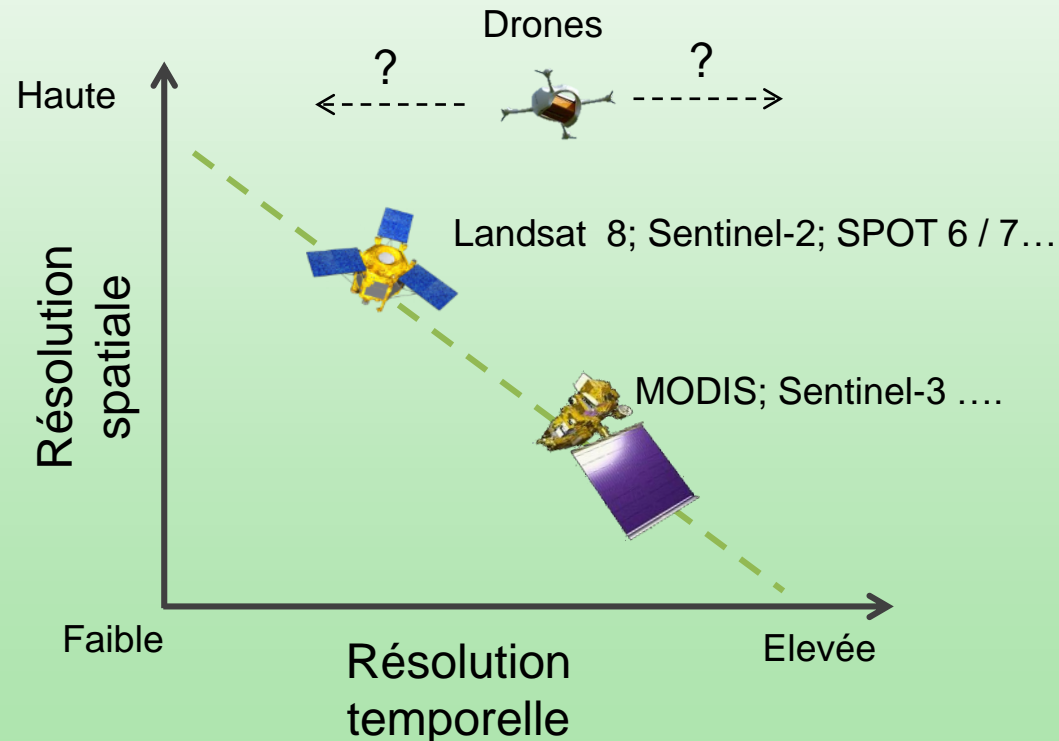 Drones
? ?
Haute
Landsat 8; Sentinel-2; SPOT 6 / 7…
Résolution
spatiale
MODIS; Sentinel-3 ….
Faible
Elevée
Résolution
temporelle